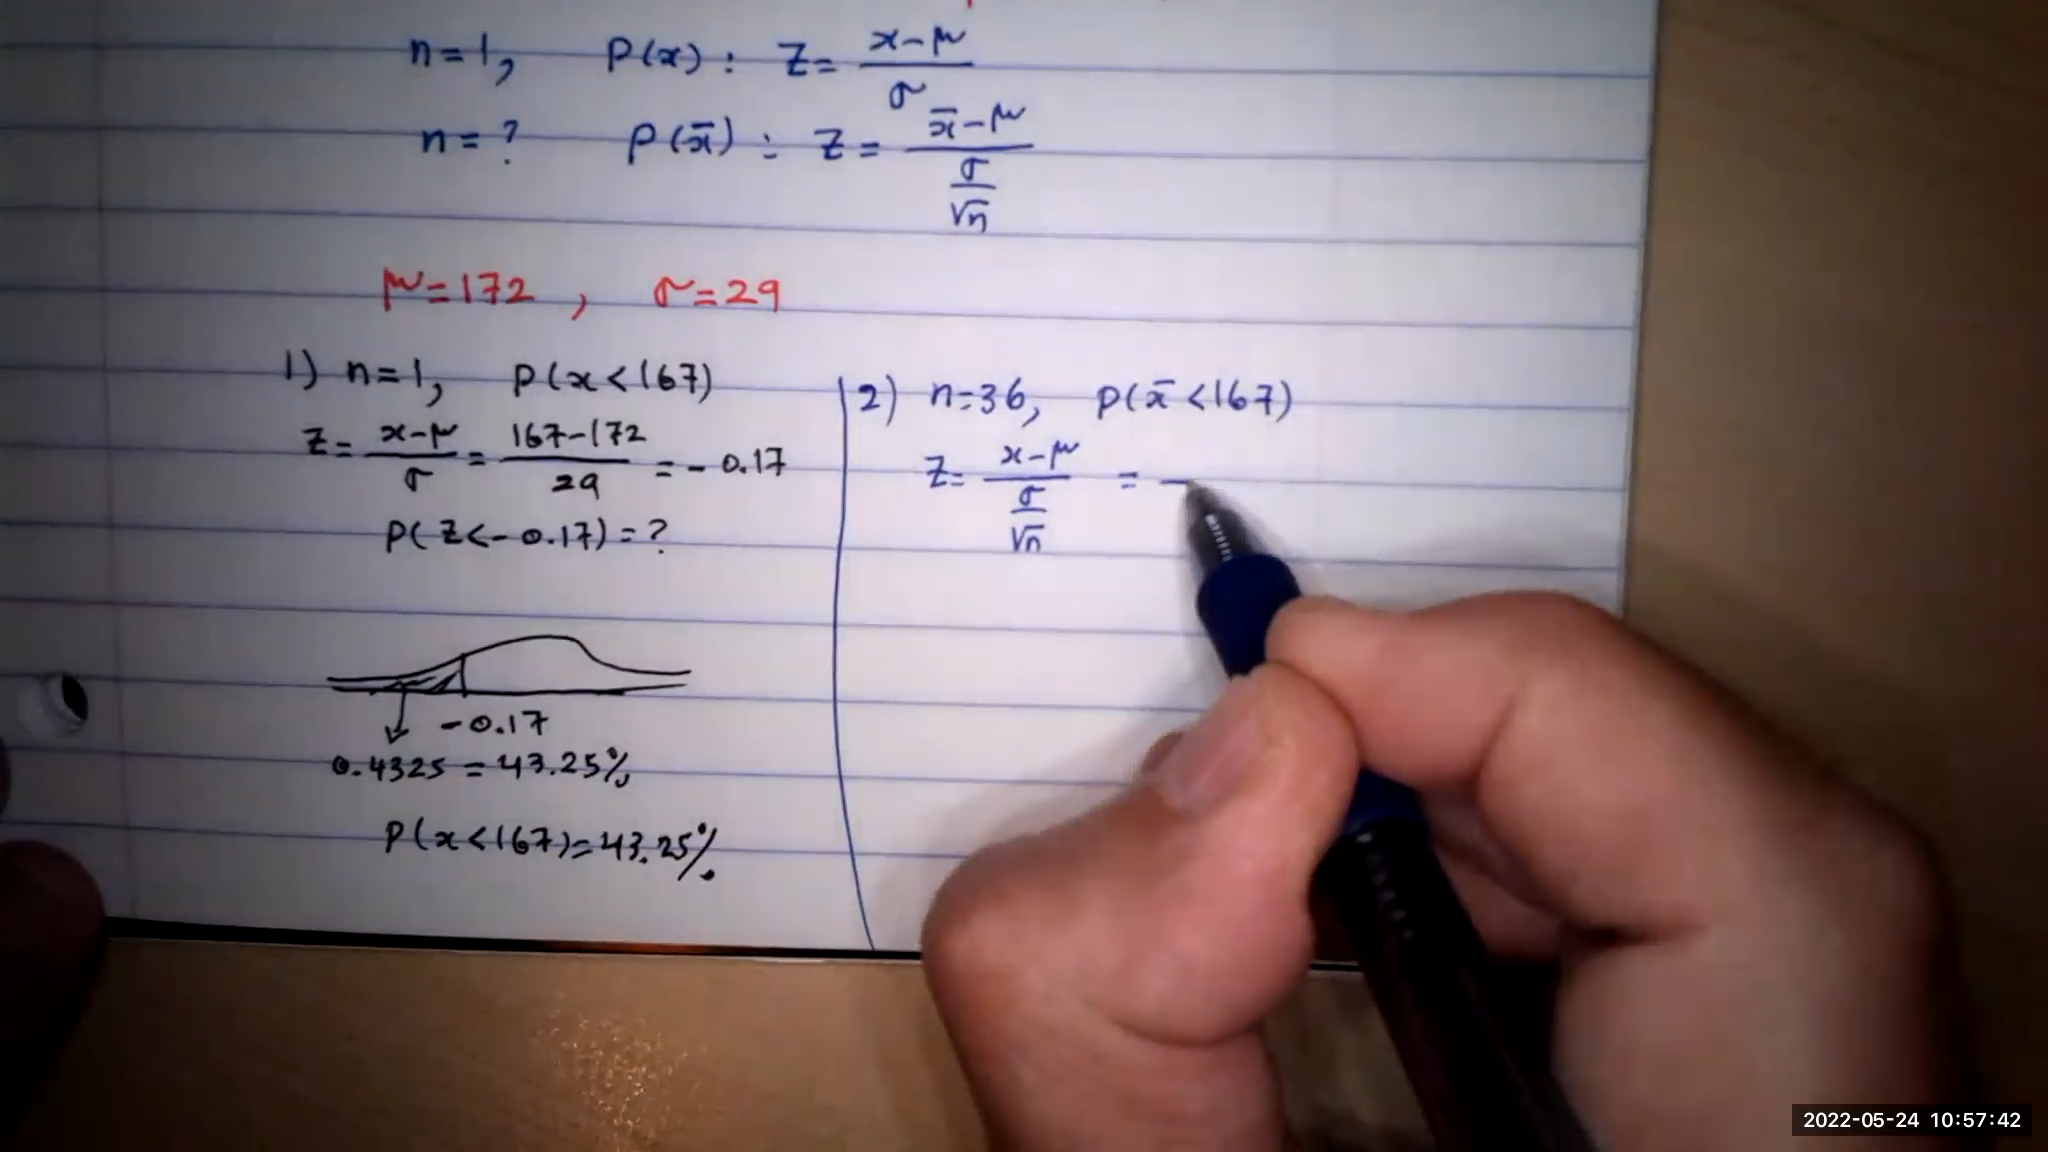 n=1, P(x): Z= x-μ / σ
n=? P(x̄): Z= x̄-μ / σ/√n
μ=172, σ=29
1) n=1, P(x<167)
Z= x-μ / σ = 167-172 / 29 = -0.17
P(Z<-0.17)=?
-0.17
0.4325 = 43.25%
P(x<167)=43.25%
2) n=36, P(x̄<167)
Z= x-μ / σ/√n =
2022-05-24 10:57:42